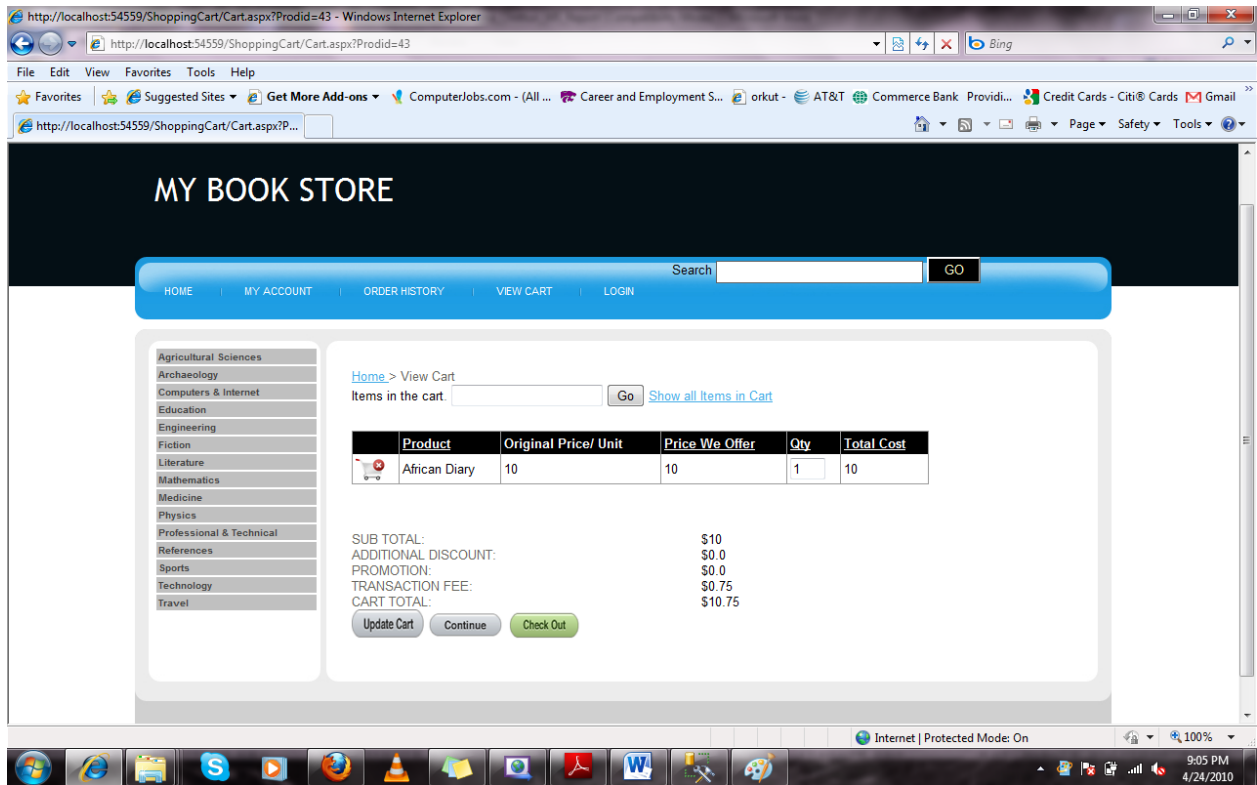 http://localhost:54559/ShoppingCart/Cart.aspx?Prodid=43 - Windows Internet Explorer
http://localhost:54559/ShoppingCart/Cart.aspx?Prodid=43
Bing
File Edit View Favorites Tools Help
Favorites Suggested Sites Get More Add-ons ComputerJobs.com - (All ... Career and Employment S... orkut - AT&T Commerce Bank Providi... Credit Cards - Citi® Cards Gmail
http://localhost:54559/ShoppingCart/Cart.aspx?P...
Page Safety Tools
MY BOOK STORE
Search GO
HOME MY ACCOUNT ORDER HISTORY VIEW CART LOGIN
Agricultural Sciences
Archaeology
Computers & Internet
Education
Engineering
Fiction
Literature
Mathematics
Medicine
Physics
Professional & Technical
References
Sports
Technology
Travel
Home > View Cart
Items in the cart. Go Show all Items in Cart
Product Original Price/ Unit Price We Offer Qty Total Cost
African Diary 10 10 1 10
SUB TOTAL: $10
ADDITIONAL DISCOUNT: $0.0
PROMOTION: $0.0
TRANSACTION FEE: $0.75
CART TOTAL: $10.75
Update Cart Continue Check Out
Internet | Protected Mode: On
100%
9:05 PM
4/24/2010